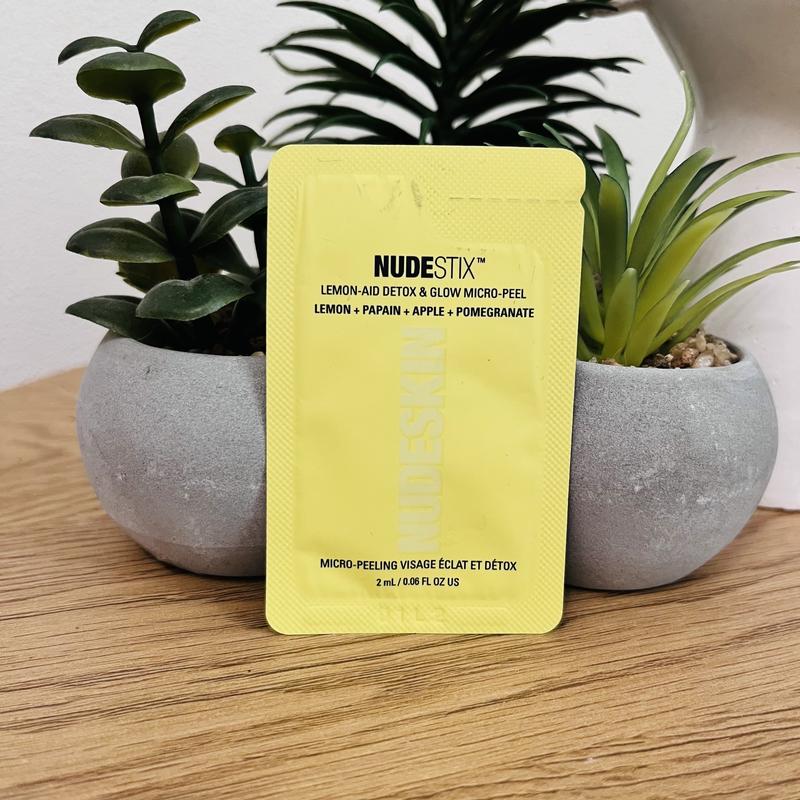 NUDESTIX™
LEMON-AID DETOX & GLOW MICRO-PEEL
LEMON + PAPAIN + APPLE + POMEGRANATE
NUDESKIN
MICRO-PEELING VISAGE ÉCLAT ET DÉTOX
2 mL / 0.06 FL OZ US